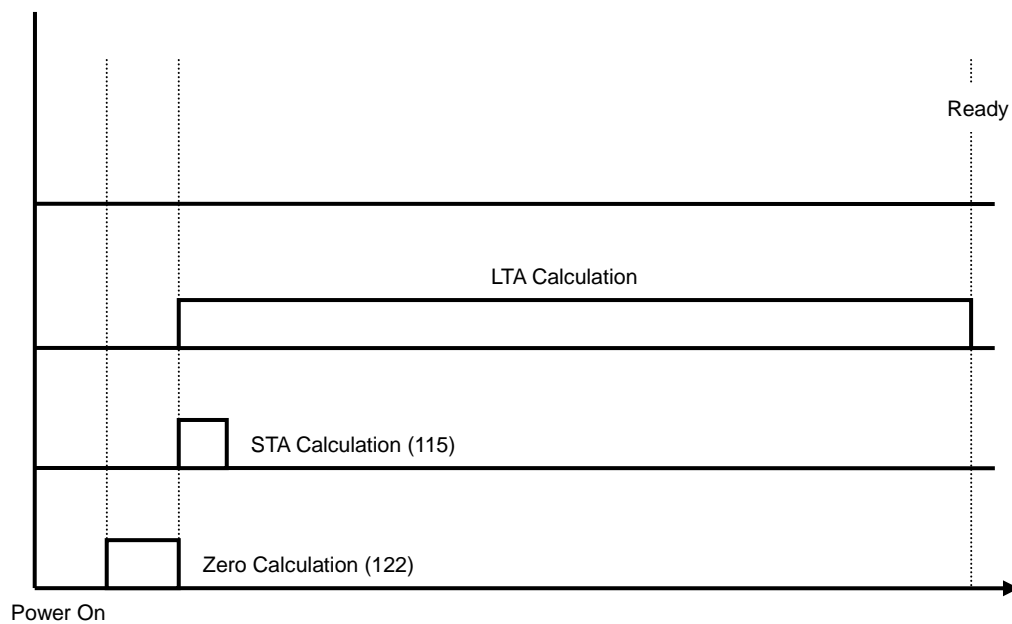 Ready
LTA Calculation
STA Calculation (115)
Zero Calculation (122)
Power On